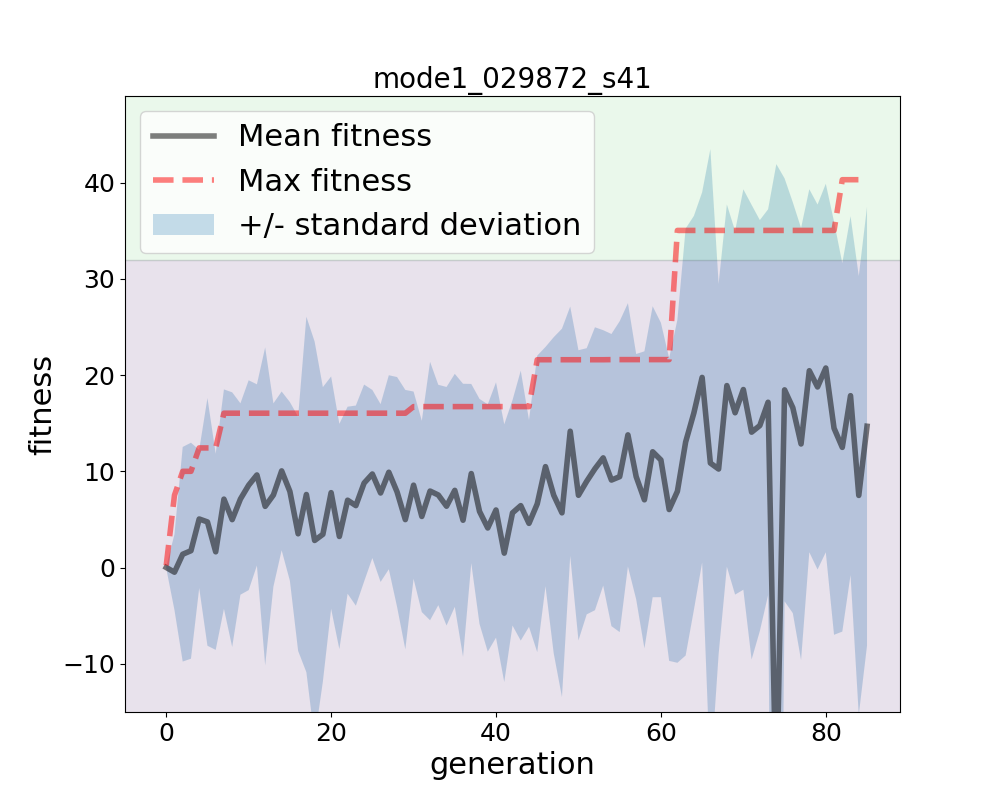 mode1_029872_s41
Mean fitness
Max fitness
+/- standard deviation
fitness
40
30
20
10
0
−10
0 20 40 60 80
generation